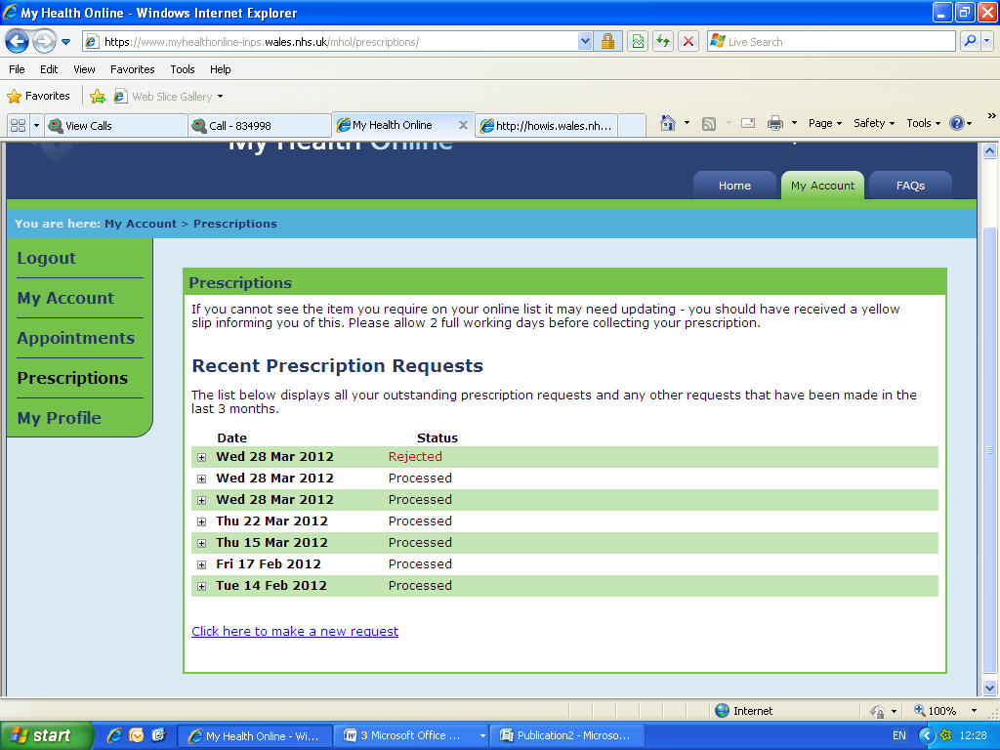 My Health Online - Windows Internet Explorer
https://www.myhealthonline-inps.wales.nhs.uk/mhol/prescriptions/
Live Search
File Edit View Favorites Tools Help
Favorites Web Slice Gallery
View Calls Call - 834998 My Health Online http://howis.wales.nh... Page Safety Tools
My Health Online
Home My Account FAQs
You are here: My Account > Prescriptions
Logout
My Account
Appointments
Prescriptions
My Profile
Prescriptions
If you cannot see the item you require on your online list it may need updating - you should have received a yellow
slip informing you of this. Please allow 2 full working days before collecting your prescription.
Recent Prescription Requests
The list below displays all your outstanding prescription requests and any other requests that have been made in the
last 3 months.
Date Status
Wed 28 Mar 2012 Rejected
Wed 28 Mar 2012 Processed
Wed 28 Mar 2012 Processed
Thu 22 Mar 2012 Processed
Thu 15 Mar 2012 Processed
Fri 17 Feb 2012 Processed
Tue 14 Feb 2012 Processed
Click here to make a new request
Internet 100%
start My Health Online - Wi... 3 Microsoft Office ... Publication2 - Microso... EN 12:28